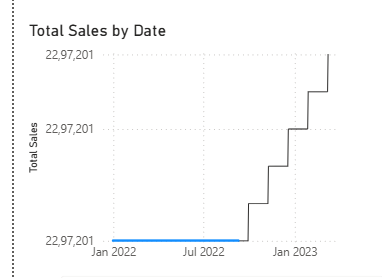 Total Sales by Date
22,97,201
22,97,201
22,97,201
Total Sales
Jan 2022
Jul 2022
Jan 2023